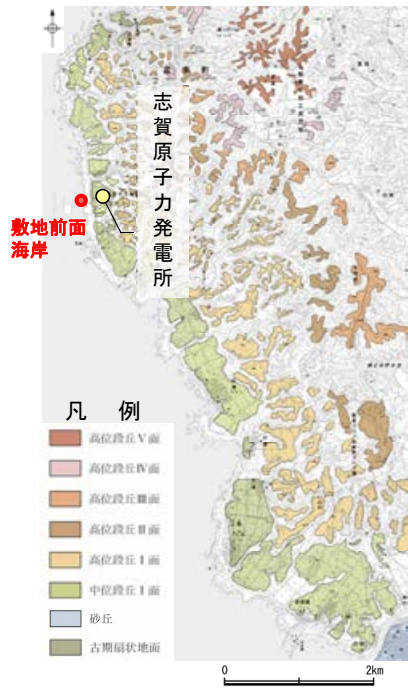 志賀原子力発電所
敷地前面
海岸
凡 例
高位段丘Ⅴ面
高位段丘Ⅳ面
高位段丘Ⅲ面
高位段丘Ⅱ面
高位段丘Ⅰ面
中位段丘Ⅰ面
砂丘
古期扇状地面
0 2km